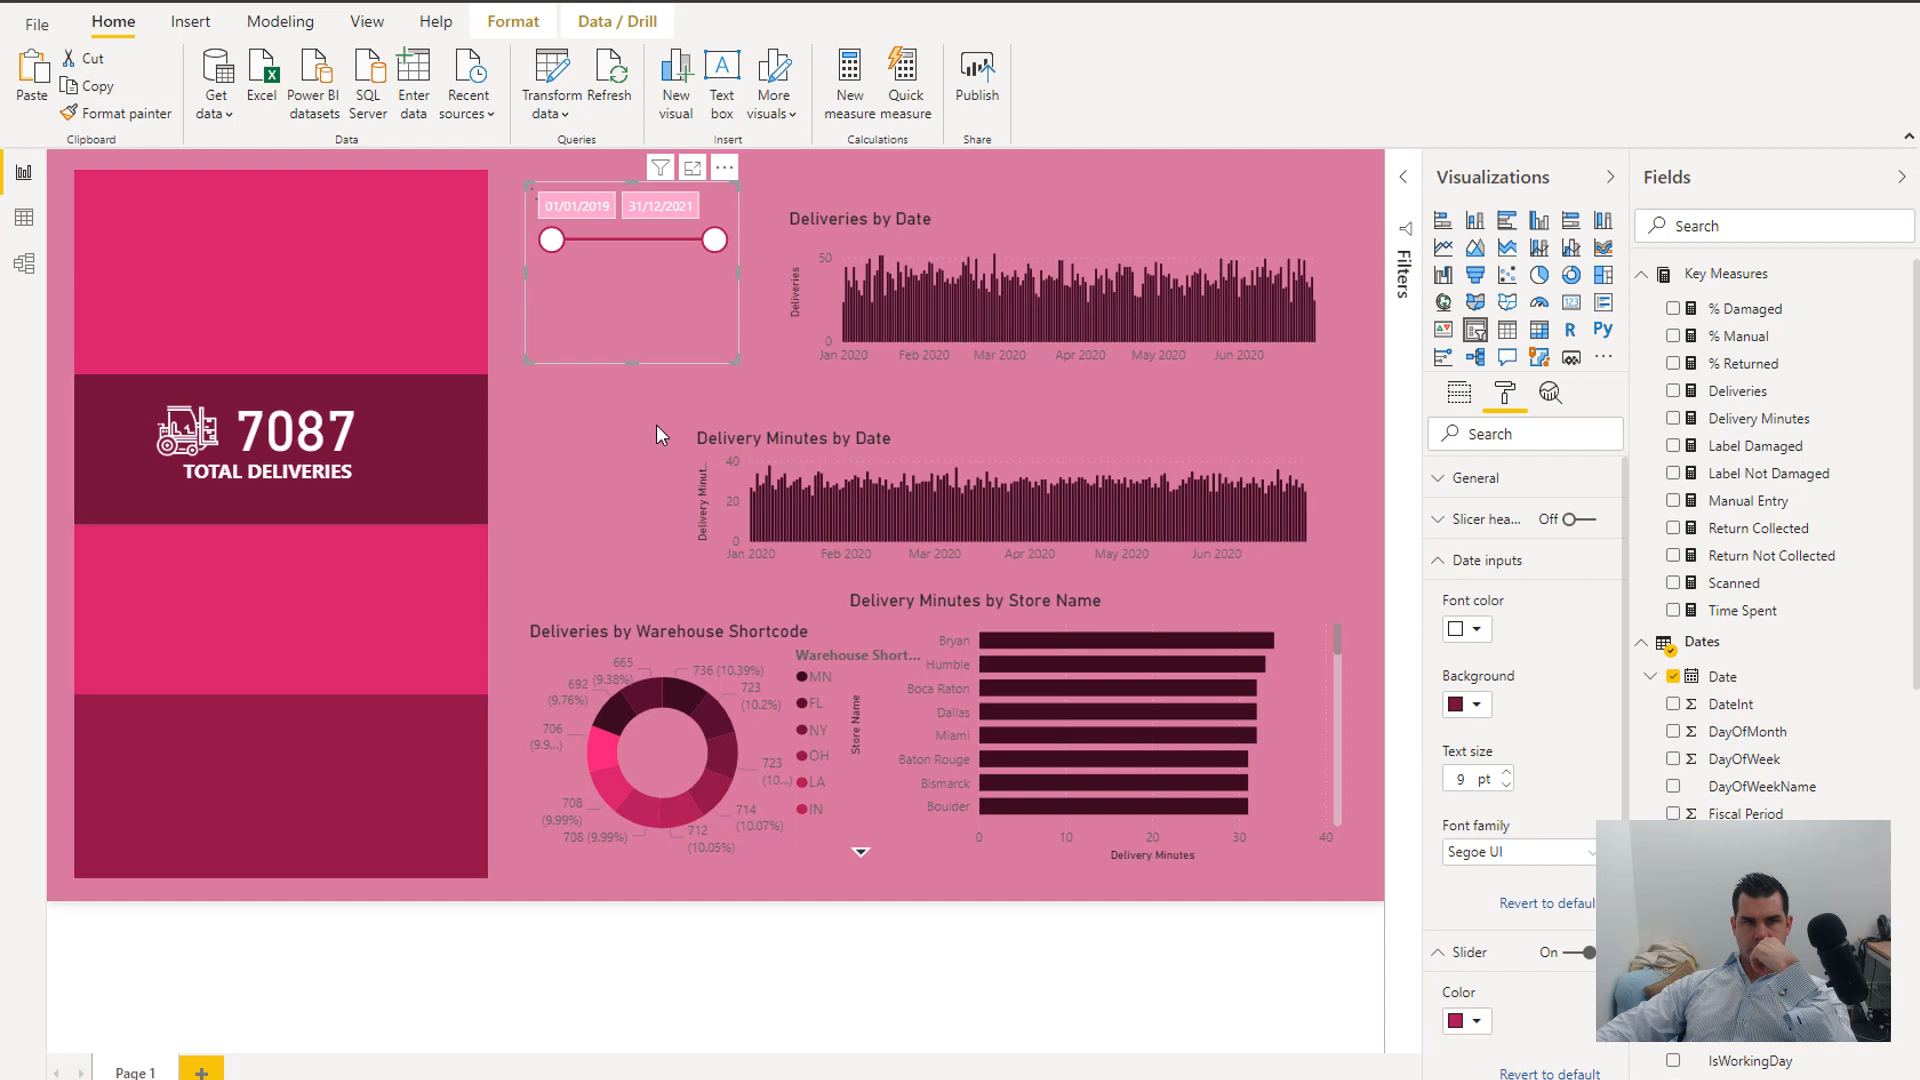 File
Home
Insert
Modeling
View
Help
Format
Data / Drill
Paste
Cut
Copy
Format painter
Clipboard
Get
data
Excel
Power BI
datasets
SQL
Server
Enter
data
Recent
sources
Data
Transform
data
Refresh
Queries
New
visual
Text
box
More
visuals
Insert
New
measure
Quick
measure
Calculations
Publish
Share
7087
TOTAL DELIVERIES
01/01/2019
31/12/2021
Deliveries by Date
Deliveries
50
0
Jan 2020
Feb 2020
Mar 2020
Apr 2020
May 2020
Jun 2020
Delivery Minutes by Date
Delivery Minut...
40
20
0
Jan 2020
Feb 2020
Mar 2020
Apr 2020
May 2020
Jun 2020
Deliveries by Warehouse Shortcode
665
(9.38%)
736 (10.39%)
692
(9.76%)
723
(10.2%)
706
(9.9...)
723
(10...)
708
(9.99%)
714
(10.07%)
708 (9.99%)
712
(10.05%)
Warehouse Short...
MN
FL
NY
OH
LA
IN
Delivery Minutes by Store Name
Store Name
Bryan
Humble
Boca Raton
Dallas
Miami
Baton Rouge
Bismarck
Boulder
0
10
20
30
40
Delivery Minutes
Filters
Visualizations
R
Py
123
Search
General
Slicer hea...
Off
Date inputs
Font color
Background
Text size
9 pt
Font family
Segoe UI
Revert to defaul
Slider
On
Color
Revert to default
Fields
Search
Key Measures
% Damaged
% Manual
% Returned
Deliveries
Delivery Minutes
Label Damaged
Label Not Damaged
Manual Entry
Return Collected
Return Not Collected
Scanned
Time Spent
Dates
Date
DateInt
DayOfMonth
DayOfWeek
DayOfWeekName
Fiscal Period
IsWorkingDay
Page 1